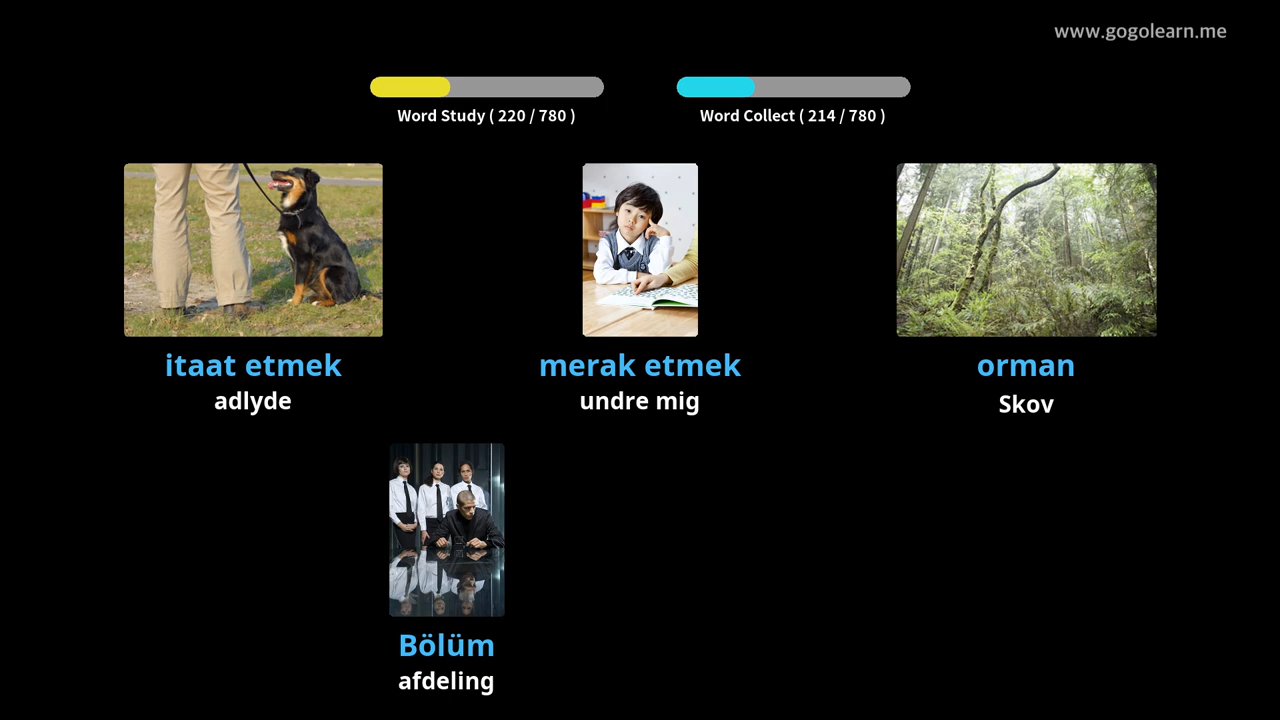 www.gogolearn.me
Word Study ( 220 / 780 )
Word Collect ( 214 / 780 )
itaat etmek
adlyde
merak etmek
undre mig
orman
Skov
Bölüm
afdeling